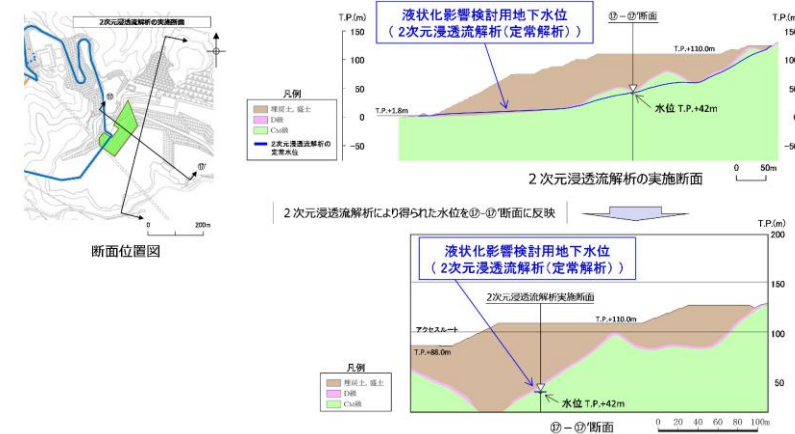 2次元浸透流解析の実施断面
⑰
⑰'
0 200m
断面位置図
凡例
埋戻土, 盛土
D級
CM級
2次元浸透流解析の
定常水位
T.P.(m)
150
100
50
0
-50
液状化影響検討用地下水位
( 2次元浸透流解析(定常解析) )
⑰-⑰'断面
T.P.+110.0m
T.P.+1.8m
水位 T.P.+42m
T.P.(m)
150
100
50
0
-50
0 50m
2次元浸透流解析の実施断面
2次元浸透流解析により得られた水位を⑰-⑰'断面に反映
T.P.(m)
200
150
100
50
液状化影響検討用地下水位
( 2次元浸透流解析(定常解析) )
2次元浸透流解析実施断面
アクセスルート
T.P.+110.0m
T.P.+88.0m
凡例
埋戻土, 盛土
D級
CM級
水位 T.P.+42m
⑰-⑰'断面
0 20 40 60 80 100m